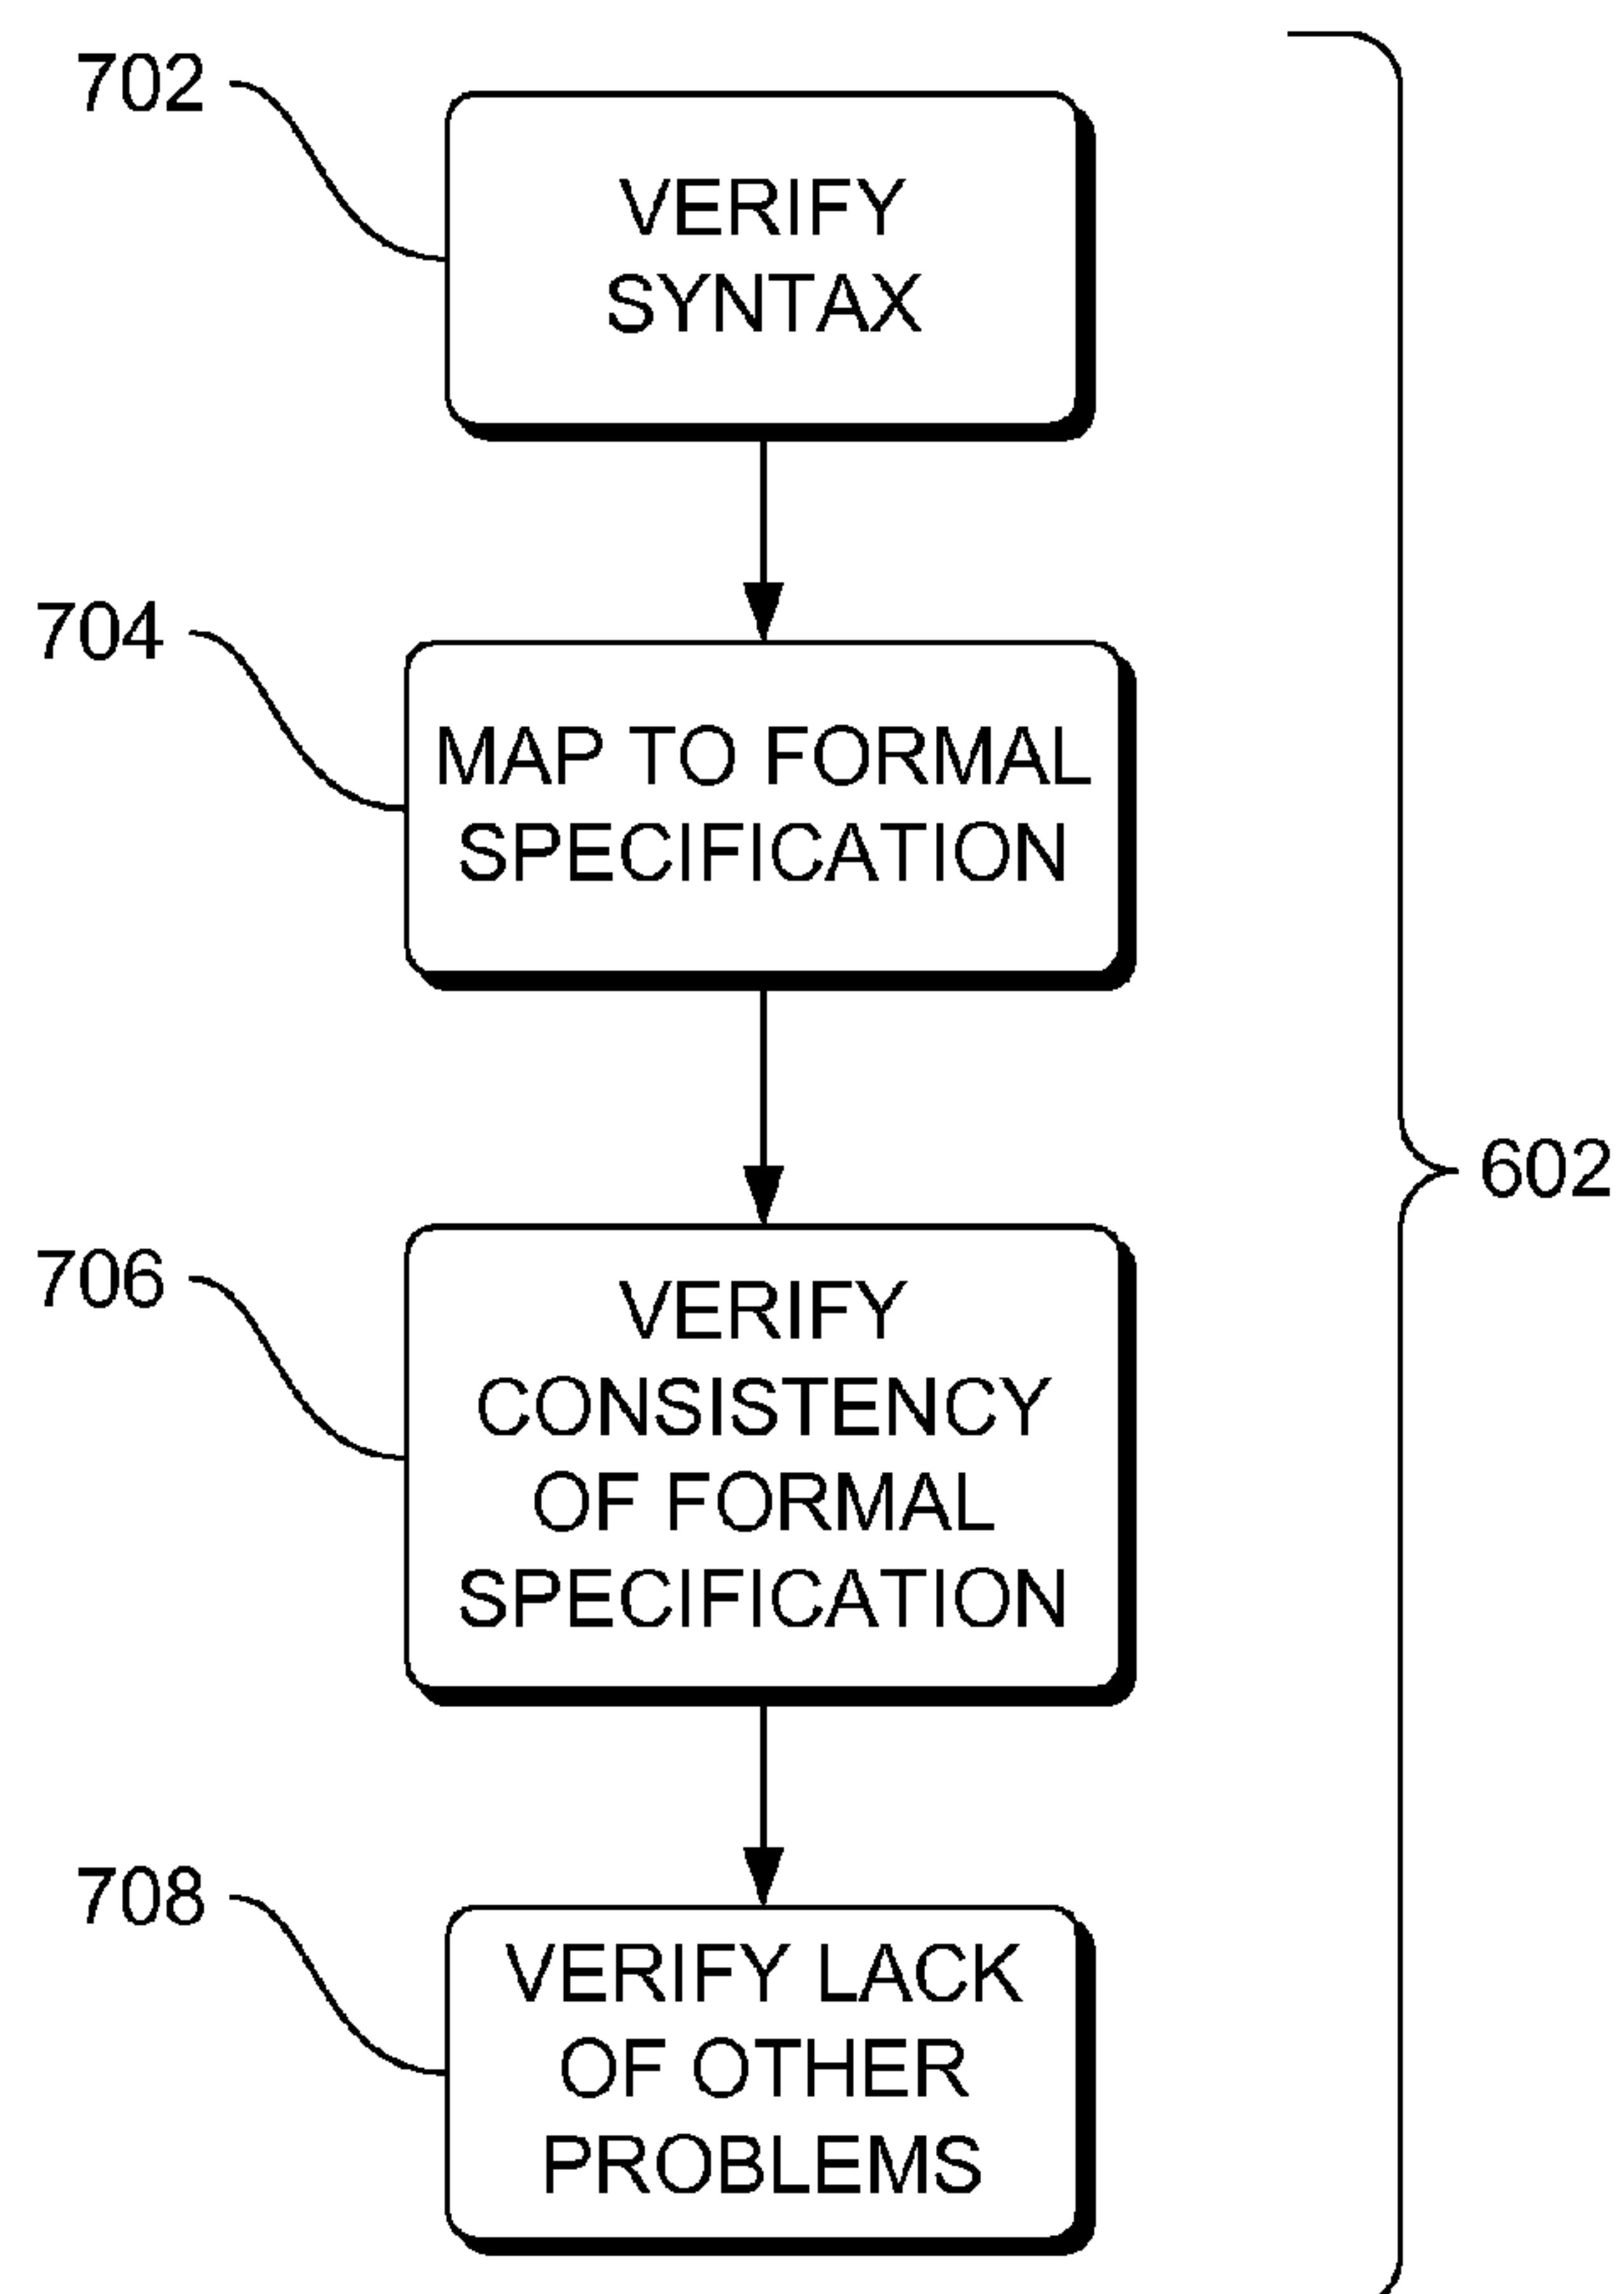 702
VERIFY
SYNTAX
704
MAP TO FORMAL
SPECIFICATION
602
706
VERIFY
CONSISTENCY
OF FORMAL
SPECIFICATION
708
VERIFY LACK
OF OTHER
PROBLEMS